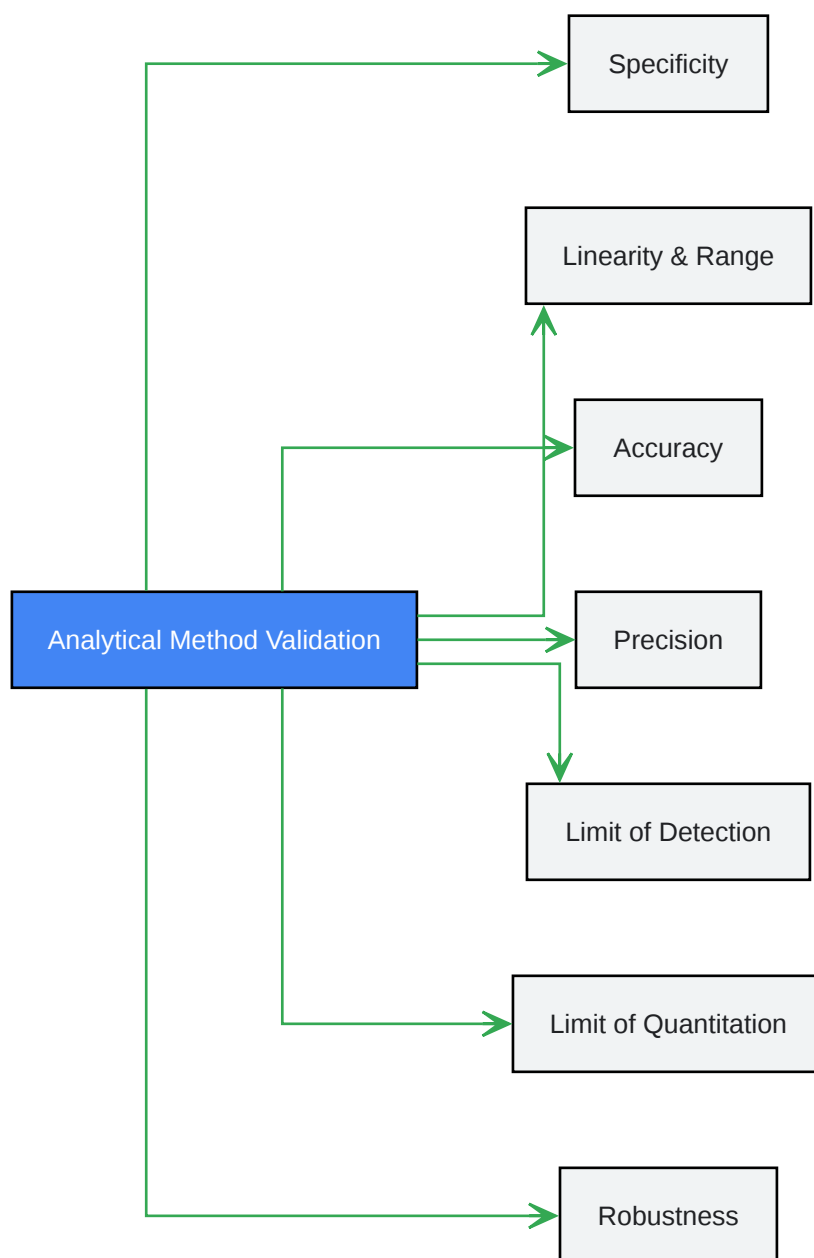 Specificity
Linearity & Range
Accuracy
Analytical Method Validation
Precision
Limit of Detection
Limit of Quantitation
Robustness